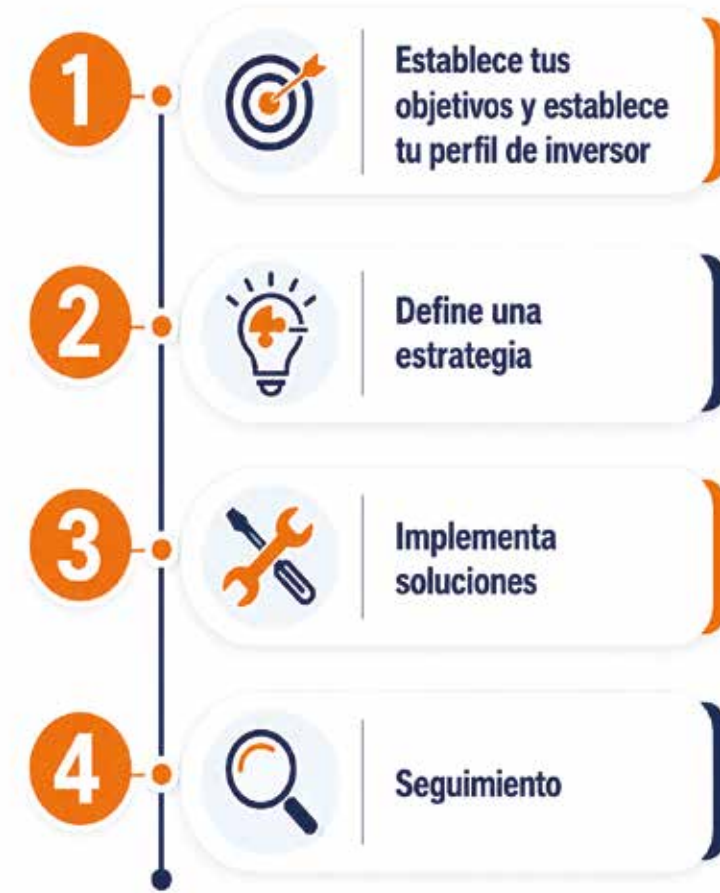 1
Establece tus
objetivos y establece
tu perfil de inversor
2
Define una
estrategia
3
Implementa
soluciones
4
Seguimiento